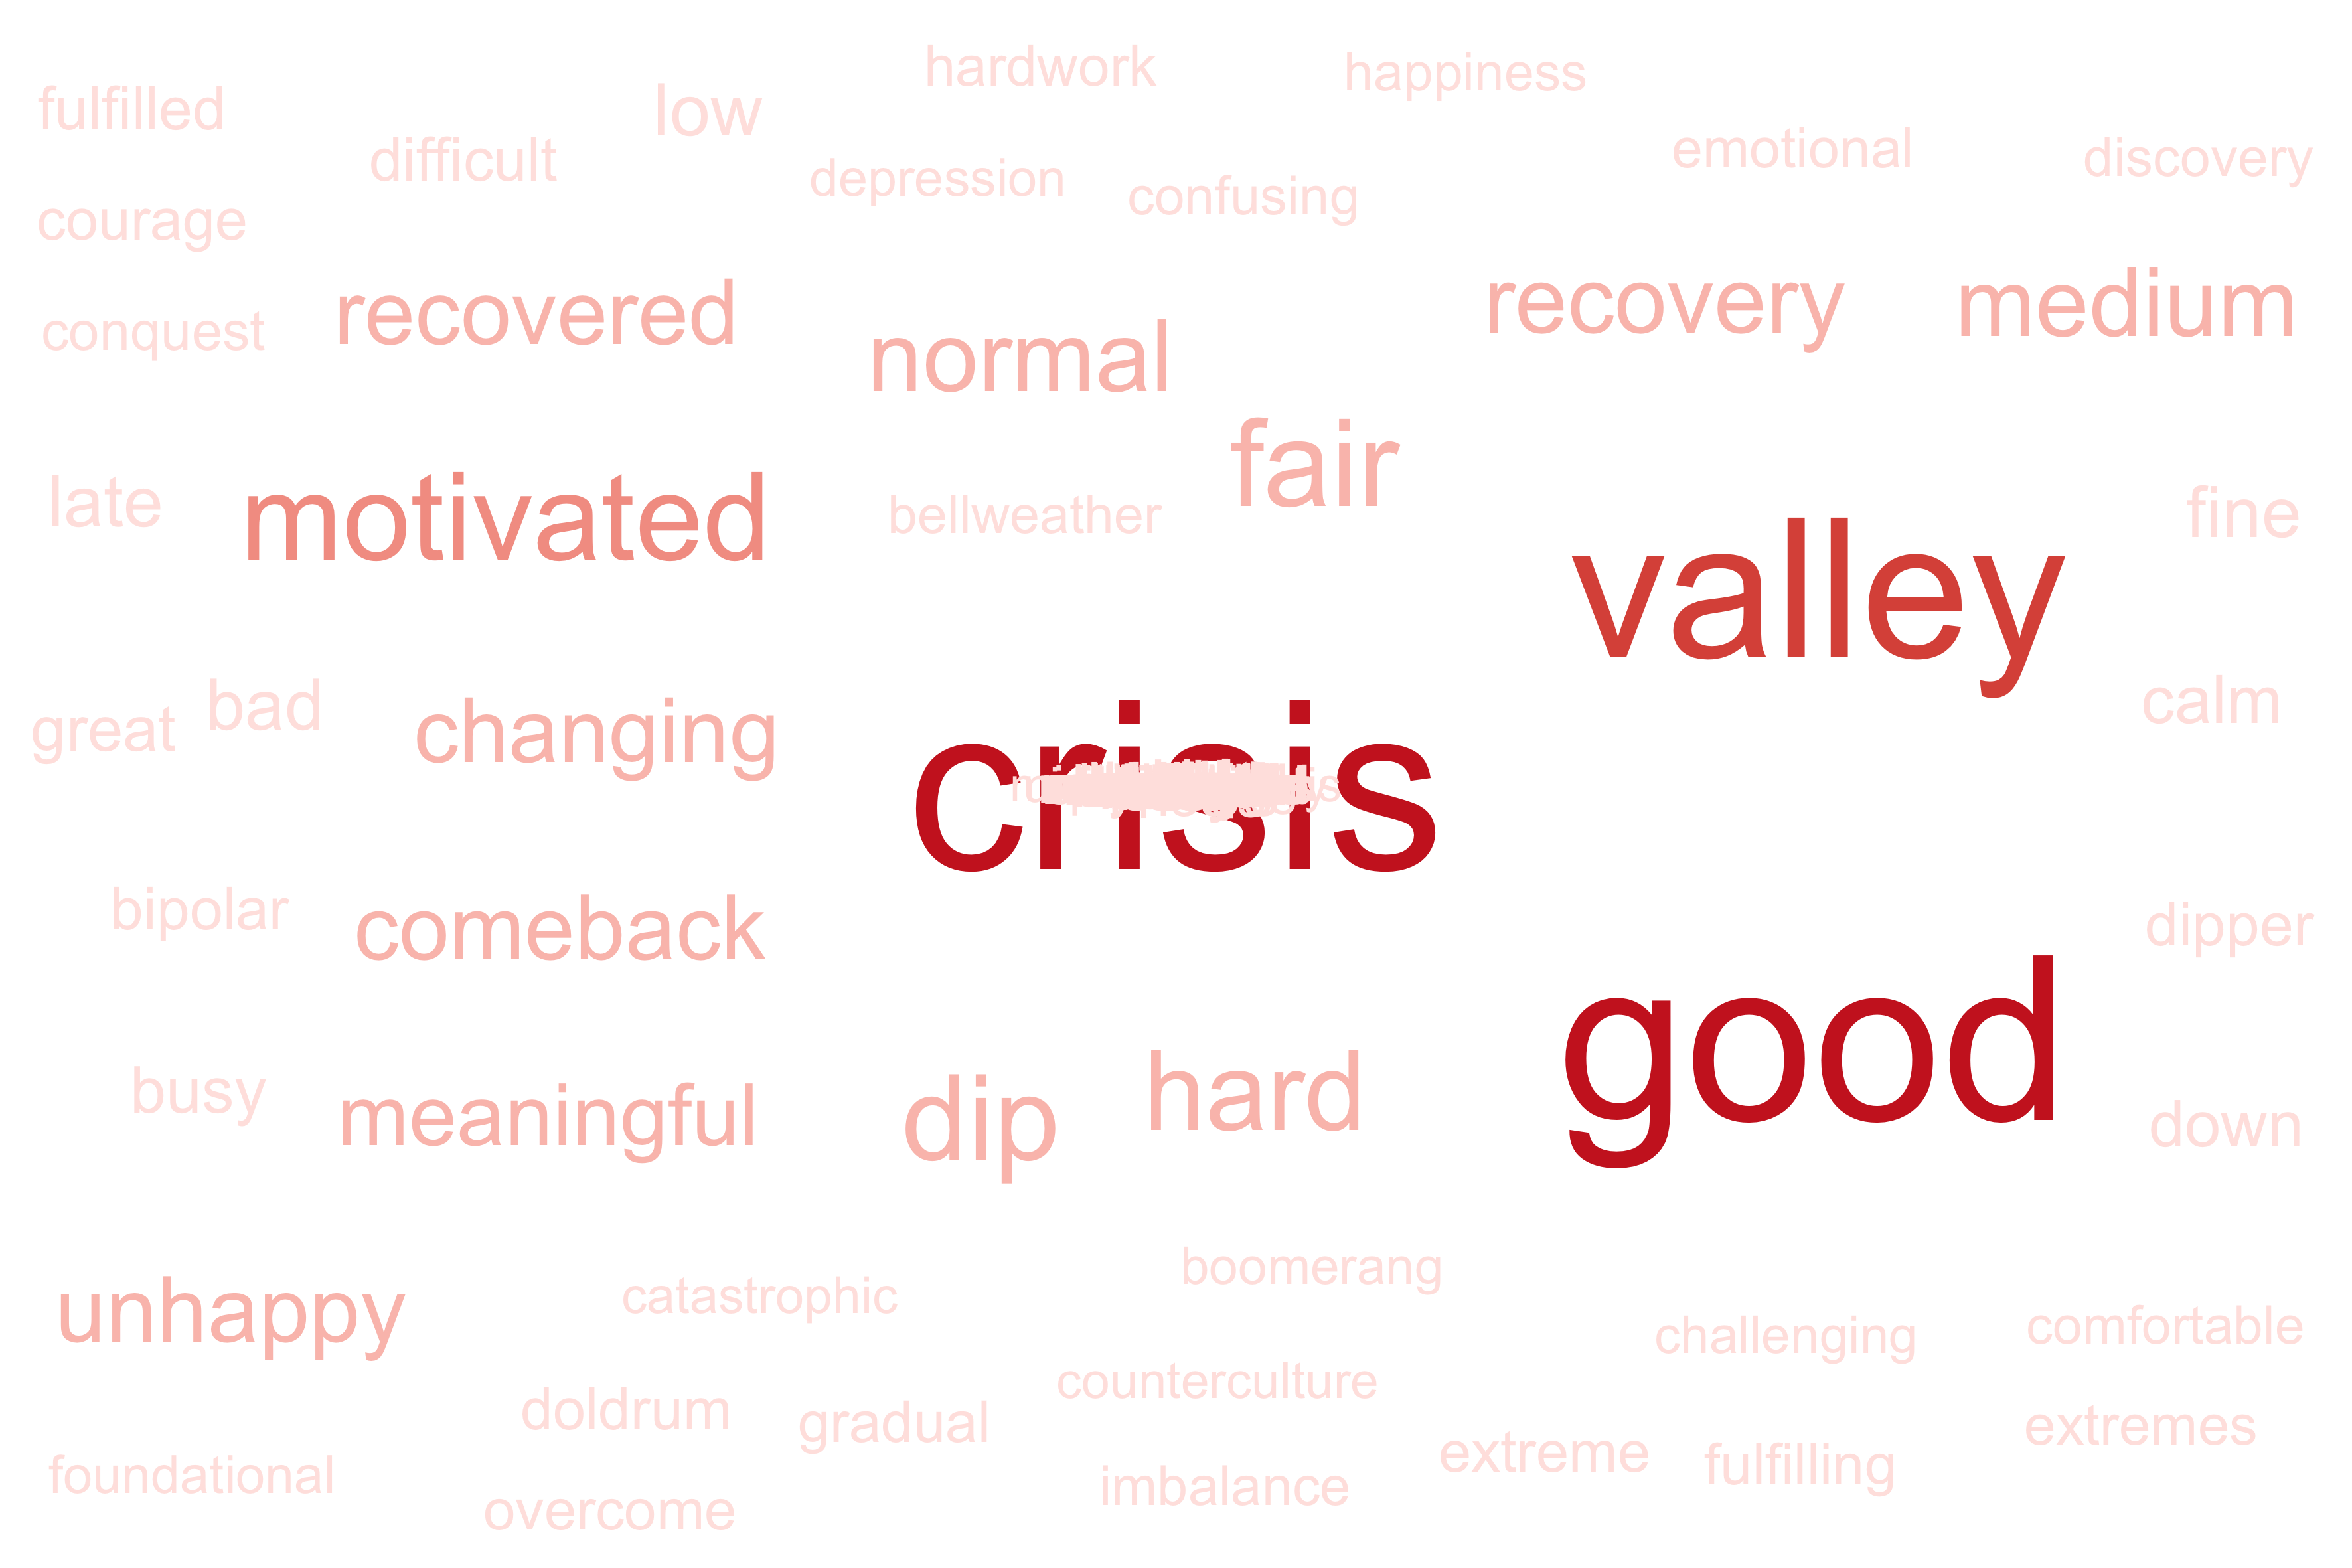 hardwork
happiness
fulfilled
low
difficult
emotional
discovery
depression
confusing
courage
recovered
recovery
medium
conquest
normal
fair
late
motivated
bellweather
fine
valley
great
bad
changing
calm
crisis
bipolar
comeback
dipper
good
busy
meaningful
dip
hard
down
unhappy
catastrophic
boomerang
challenging
comfortable
doldrum
gradual
counterculture
extreme
fulfilling
extremes
foundational
overcome
imbalance